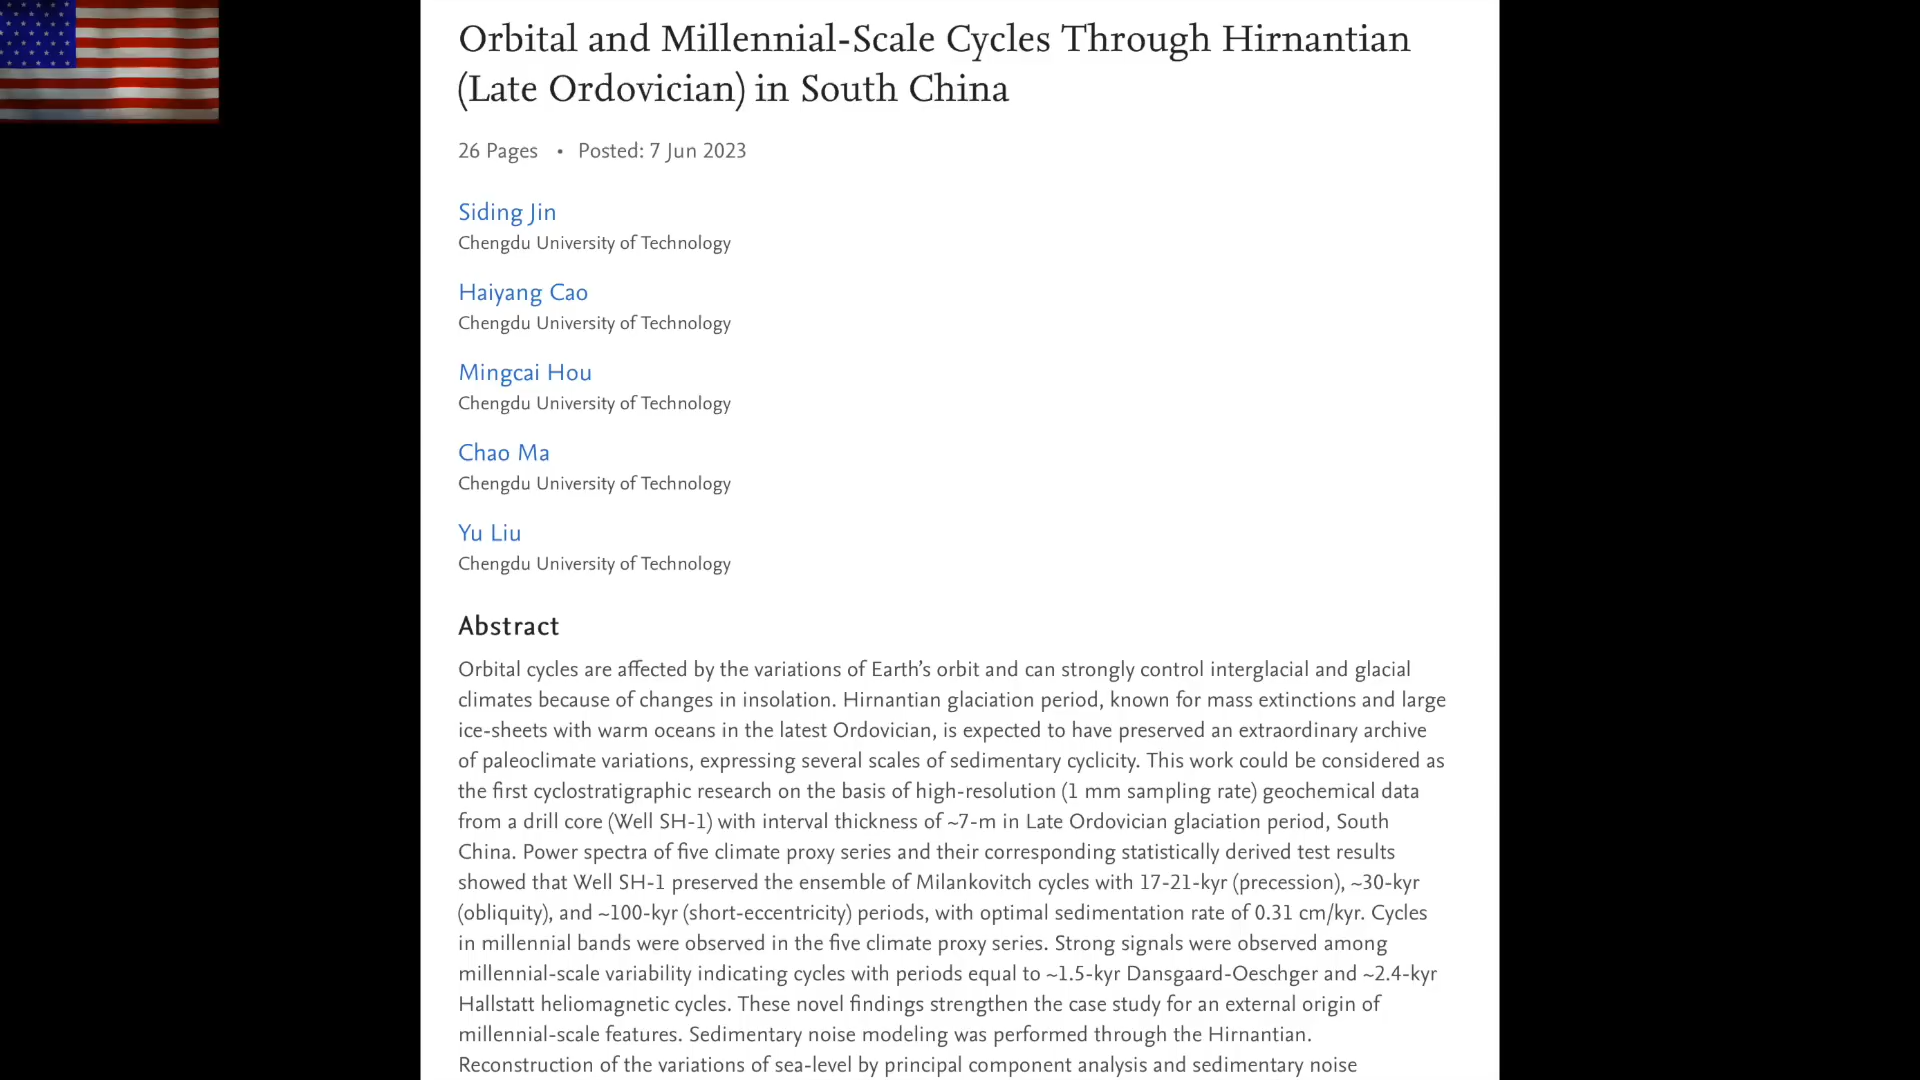 Orbital and Millennial-Scale Cycles Through Hirnantian
(Late Ordovician) in South China
26 Pages • Posted: 7 Jun 2023
Siding Jin
Chengdu University of Technology
Haiyang Cao
Chengdu University of Technology
Mingcai Hou
Chengdu University of Technology
Chao Ma
Chengdu University of Technology
Yu Liu
Chengdu University of Technology
Abstract
Orbital cycles are affected by the variations of Earth’s orbit and can strongly control interglacial and glacial
climates because of changes in insolation. Hirnantian glaciation period, known for mass extinctions and large
ice-sheets with warm oceans in the latest Ordovician, is expected to have preserved an extraordinary archive
of paleoclimate variations, expressing several scales of sedimentary cyclicity. This work could be considered as
the first cyclostratigraphic research on the basis of high-resolution (1 mm sampling rate) geochemical data
from a drill core (Well SH-1) with interval thickness of ~7-m in Late Ordovician glaciation period, South
China. Power spectra of five climate proxy series and their corresponding statistically derived test results
showed that Well SH-1 preserved the ensemble of Milankovitch cycles with 17-21-kyr (precession), ~30-kyr
(obliquity), and ~100-kyr (short-eccentricity) periods, with optimal sedimentation rate of 0.31 cm/kyr. Cycles
in millennial bands were observed in the five climate proxy series. Strong signals were observed among
millennial-scale variability indicating cycles with periods equal to ~1.5-kyr Dansgaard-Oeschger and ~2.4-kyr
Hallstatt heliomagnetic cycles. These novel findings strengthen the case study for an external origin of
millennial-scale features. Sedimentary noise modeling was performed through the Hirnantian.
Reconstruction of the variations of sea-level by principal component analysis and sedimentary noise